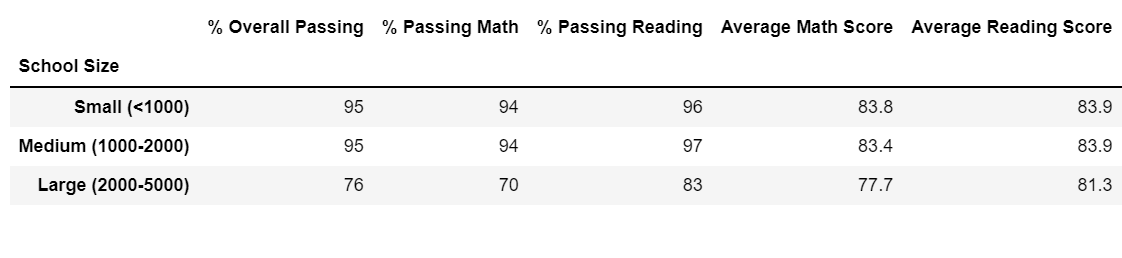 % Overall Passing % Passing Math % Passing Reading Average Math Score Average Reading Score
School Size
Small (<1000) 95 94 96 83.8 83.9
Medium (1000-2000) 95 94 97 83.4 83.9
Large (2000-5000) 76 70 83 77.7 81.3